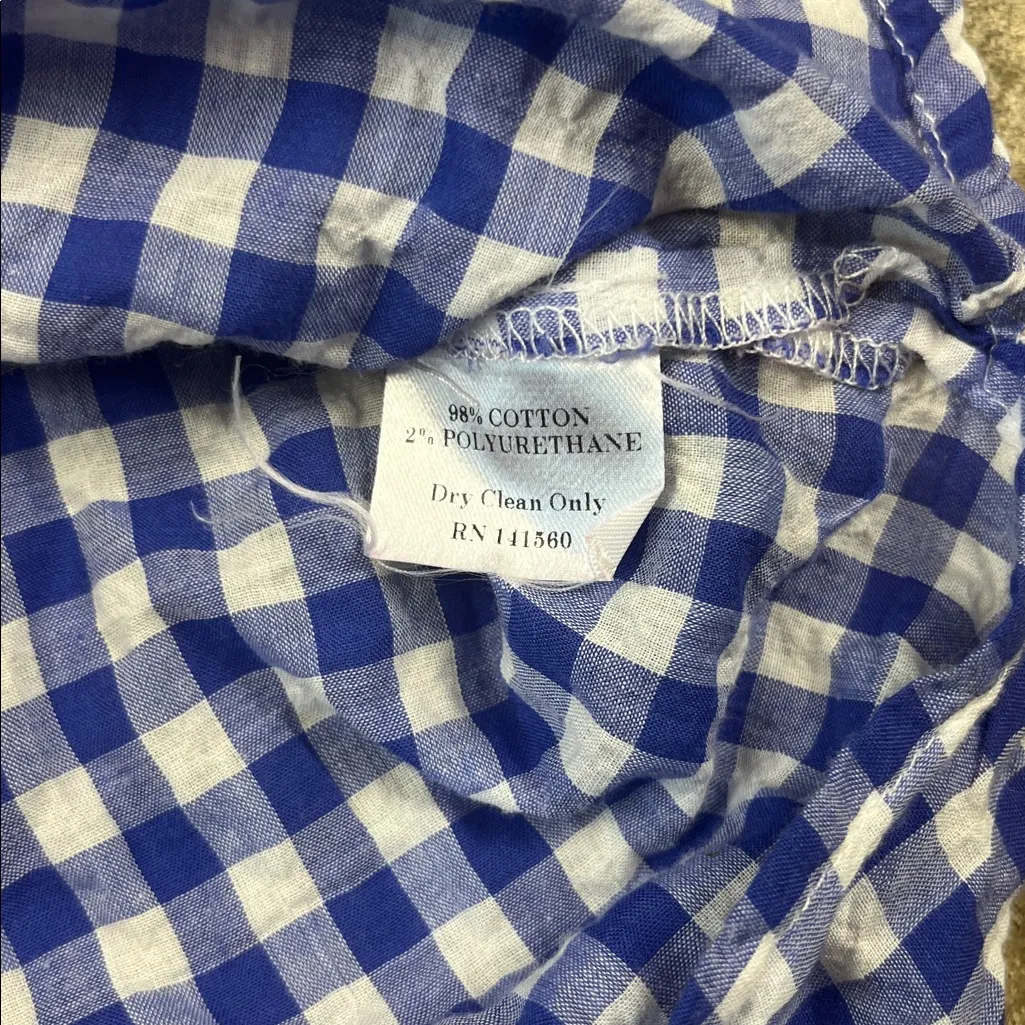 98% COTTON
2% POLYURETHANE
Dry Clean Only
RN 141560